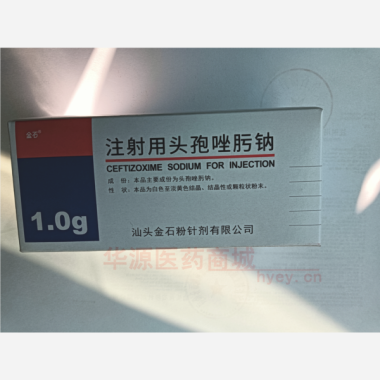 金石®
注射用头孢唑肟钠
CEFTIZOXIME SODIUM FOR INJECTION
成 份：本品主要成份为头孢唑肟钠。
性 状：本品为白色至淡黄色结晶、结晶性或颗粒状粉末。
1.0g
汕头金石粉针剂有限公司
华源医药商城
hyey.cn